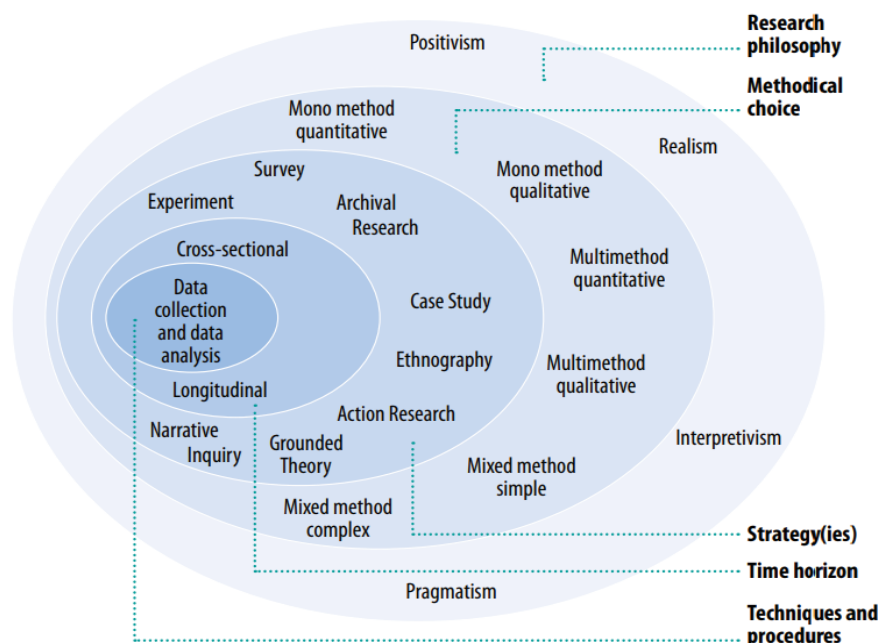 Positivism
Research
philosophy
Methodical
choice
Mono method
quantitative
Realism
Survey
Mono method
qualitative
Experiment
Archival
Research
Cross-sectional
Multimethod
quantitative
Data
collection
and data
analysis
Case Study
Ethnography
Multimethod
qualitative
Longitudinal
Action Research
Narrative
Inquiry
Grounded
Theory
Interpretivism
Mixed method
simple
Mixed method
complex
Strategy(ies)
Time horizon
Pragmatism
Techniques and
procedures